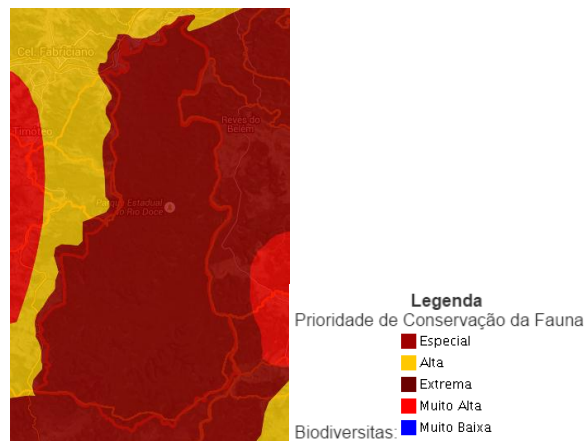 Cel. Fabriciano
Revés do
Belém
Timóteo
Parque Estadual
do Rio Doce
Legenda
Prioridade de Conservação da Fauna
Especial
Alta
Extrema
Muito Alta
Biodiversitas: Muito Baixa